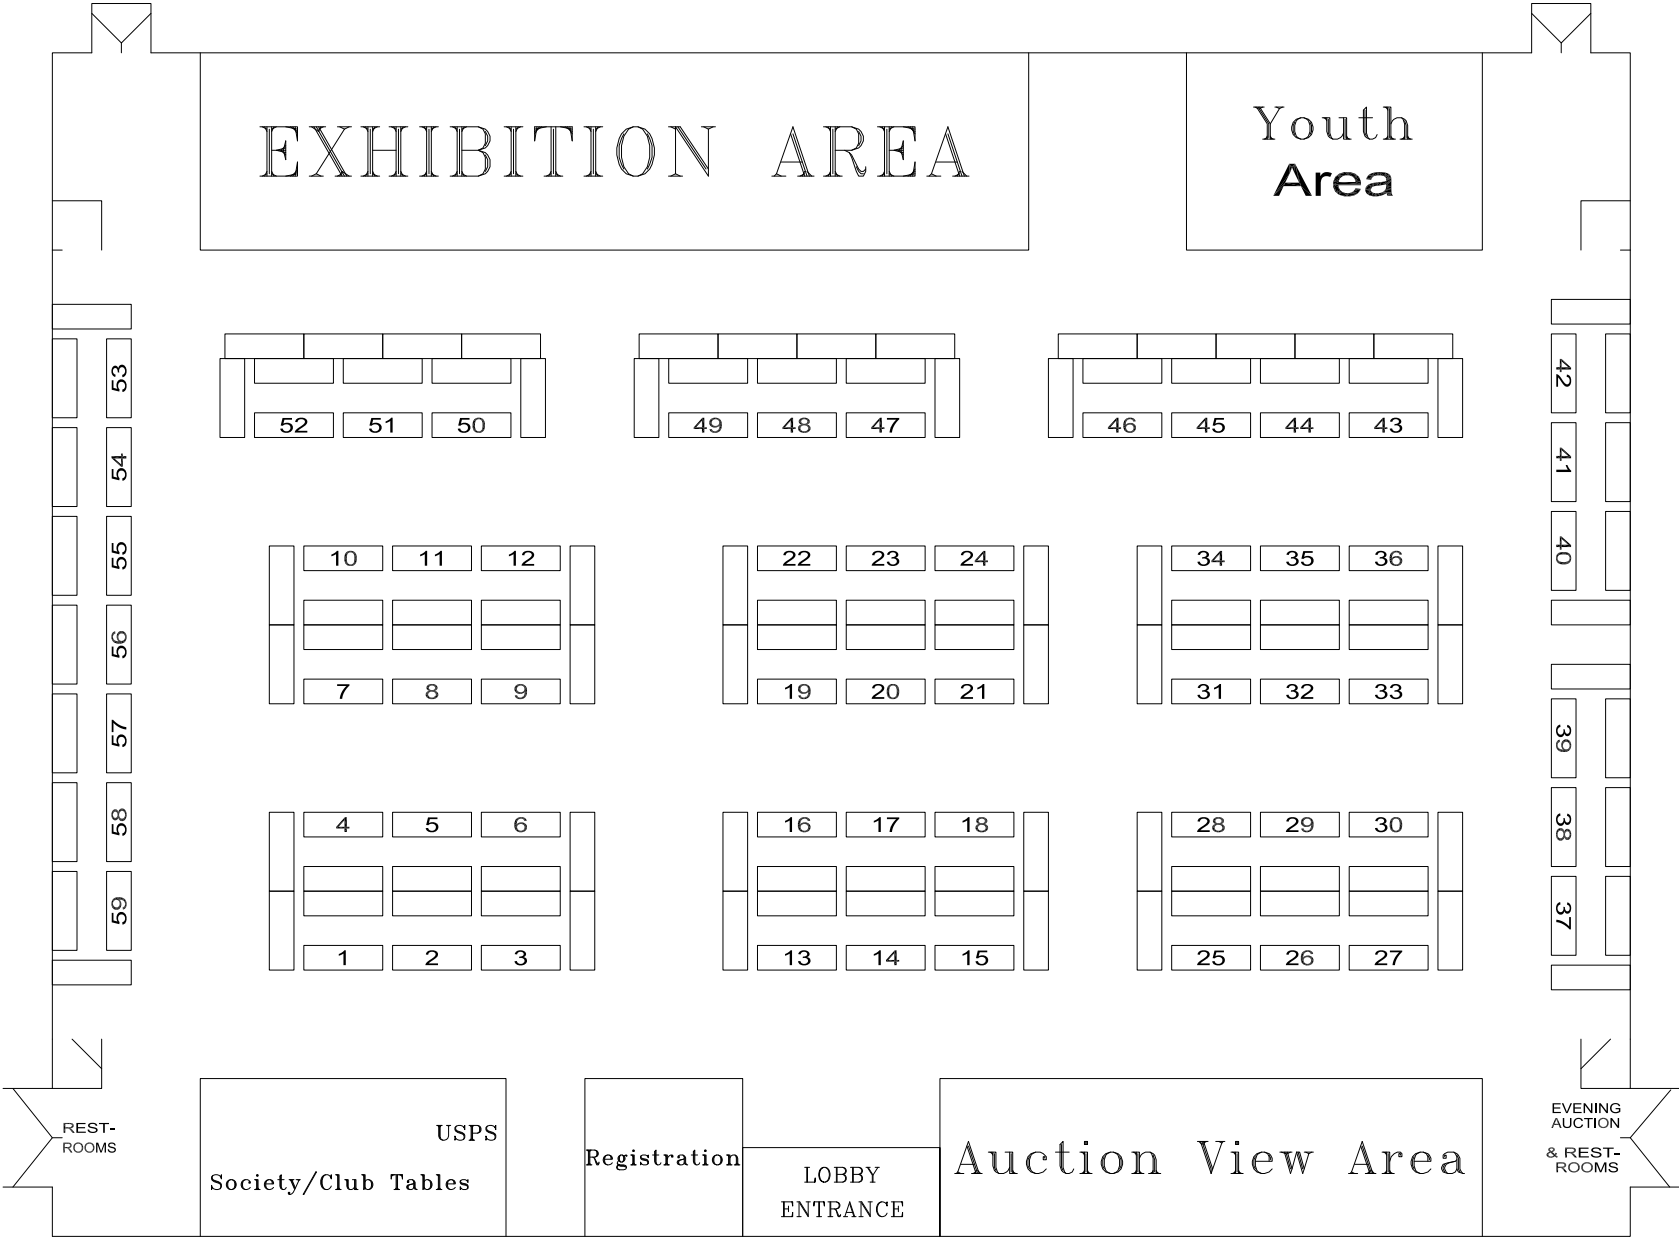 EXHIBITION AREA
Youth
Area
53
54
55
56
57
58
59
52 51 50
49 48 47
46 45 44 43
42
41
40
39
38
37
10 11 12
22 23 24
34 35 36
7 8 9
19 20 21
31 32 33
4 5 6
16 17 18
28 29 30
1 2 3
13 14 15
25 26 27
REST-
ROOMS
USPS
Society/Club Tables
Registration
LOBBY
ENTRANCE
Auction View Area
EVENING
AUCTION
& REST-
ROOMS